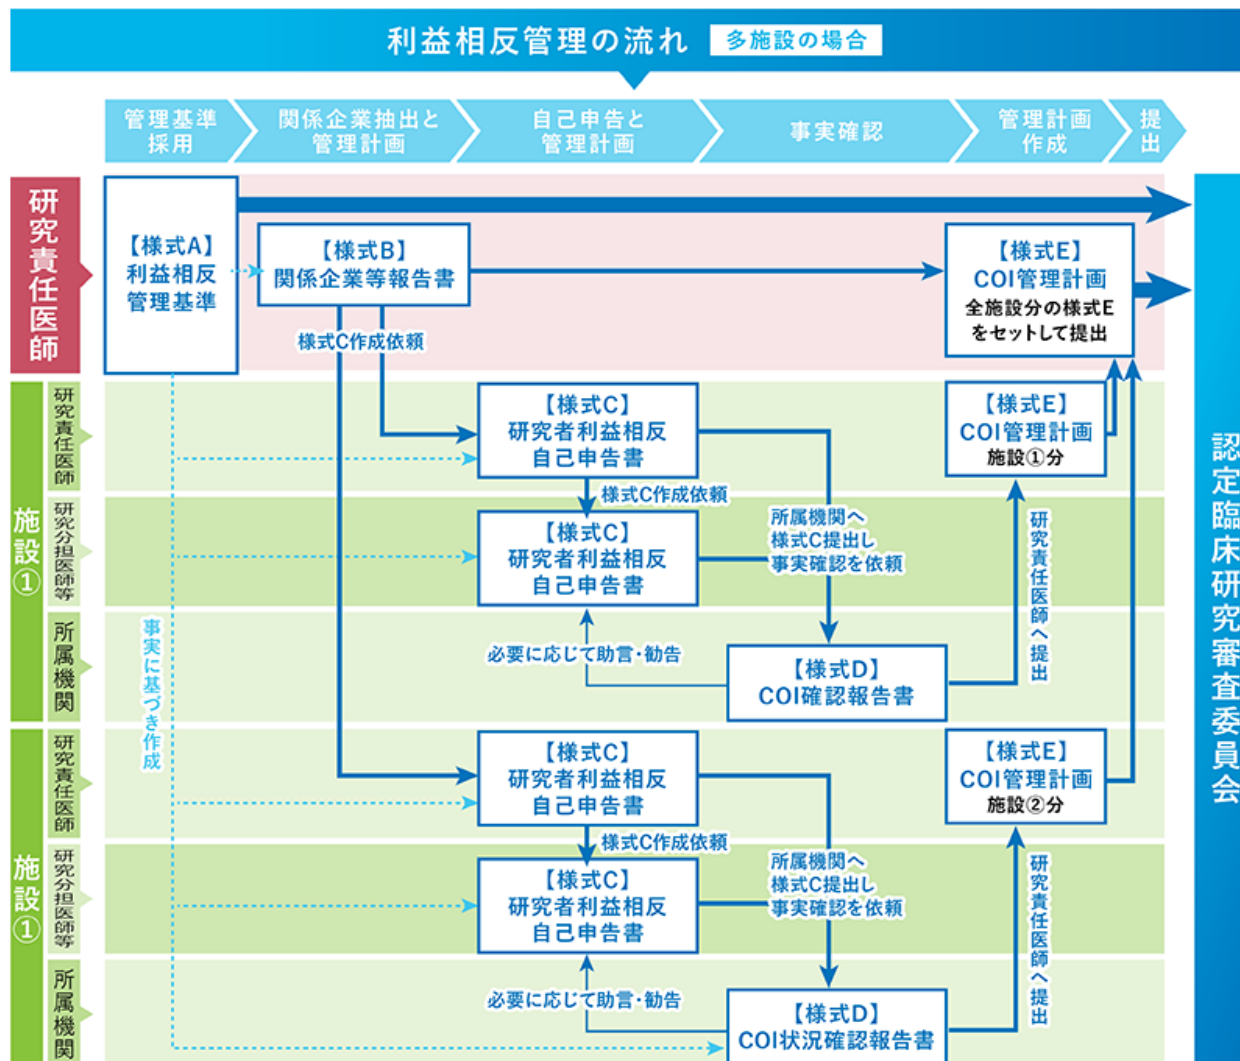 利益相反管理の流れ 多施設の場合
管理基準
採用
関係企業抽出と
管理計画
自己申告と
管理計画
事実確認
管理計画
作成
提
出
研究責任医師
【様式A】
利益相反
管理基準
【様式B】
関係企業等報告書
様式C作成依頼
【様式E】
COI管理計画
全施設分の様式E
をセットして提出
認定臨床研究審査委員会
施設①
研究責任医師
【様式C】
研究者利益相反
自己申告書
【様式E】
COI管理計画
施設①分
様式C作成依頼
研究分担医師等
【様式C】
研究者利益相反
自己申告書
所属機関へ
様式C提出し
事実確認を依頼
研究責任医師へ提出
所属機関
事実に基づき作成
必要に応じて助言・勧告
【様式D】
COI確認報告書
施設①
研究責任医師
【様式C】
研究者利益相反
自己申告書
【様式E】
COI管理計画
施設②分
様式C作成依頼
研究分担医師等
【様式C】
研究者利益相反
自己申告書
所属機関へ
様式C提出し
事実確認を依頼
研究責任医師へ提出
所属機関
必要に応じて助言・勧告
【様式D】
COI状況確認報告書